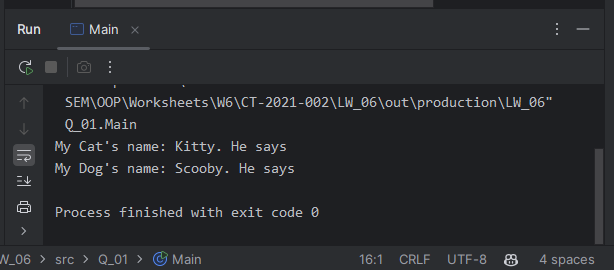 Run Main
SEM\OOP\Worksheets\W6\CT-2021-002\LW_06\out\production\LW_06"
Q_01.Main
My Cat's name: Kitty. He says
My Dog's name: Scooby. He says
Process finished with exit code 0
W_06 > src > Q_01 > Main 16:1 CRLF UTF-8 4 spaces